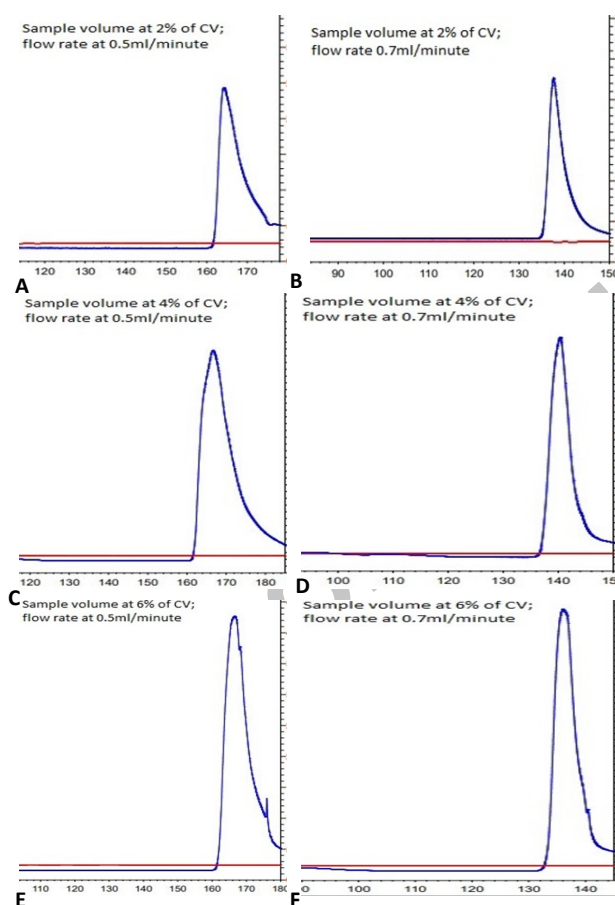 Sample volume at 2% of CV;
flow rate at 0.5ml/minute
120 130 140 150 160 170
A
Sample volume at 2% of CV;
flow rate 0.7ml/minute
90 100 110 120 130 140 150
B
Sample volume at 4% of CV;
flow rate at 0.5ml/minute
120 130 140 150 160 170 180
C
Sample volume at 4% of CV;
flow rate at 0.7ml/minute
100 110 120 130 140 15
D
Sample volume at 6% of CV;
flow rate at 0.5ml/minute
110 120 130 140 150 160 170 180
E
Sample volume at 6% of CV;
flow rate at 0.7ml/minute
90 100 110 120 130 140
F